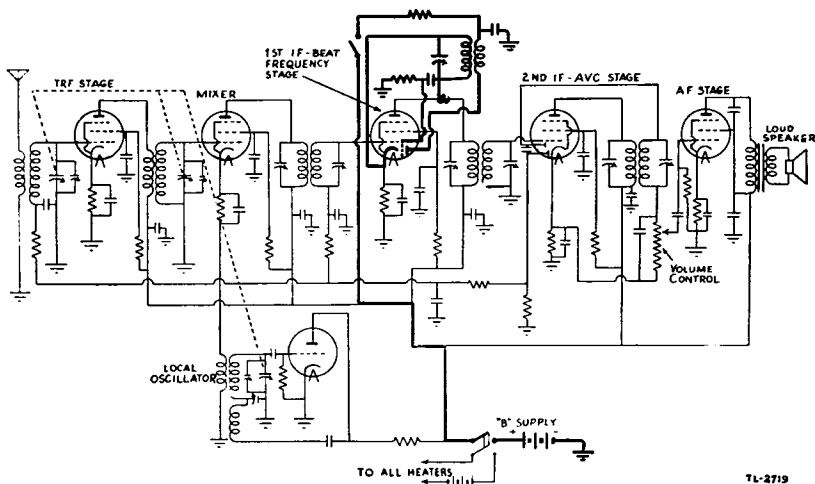 1ST IF-BEAT
FREQUENCY
STAGE
TRF STAGE
MIXER
2ND IF-AVC STAGE
AF STAGE
LOUD
SPEAKER
VOLUME
CONTROL
LOCAL
OSCILLATOR
"B" SUPPLY
+ -
TO ALL HEATERS
TL-2719